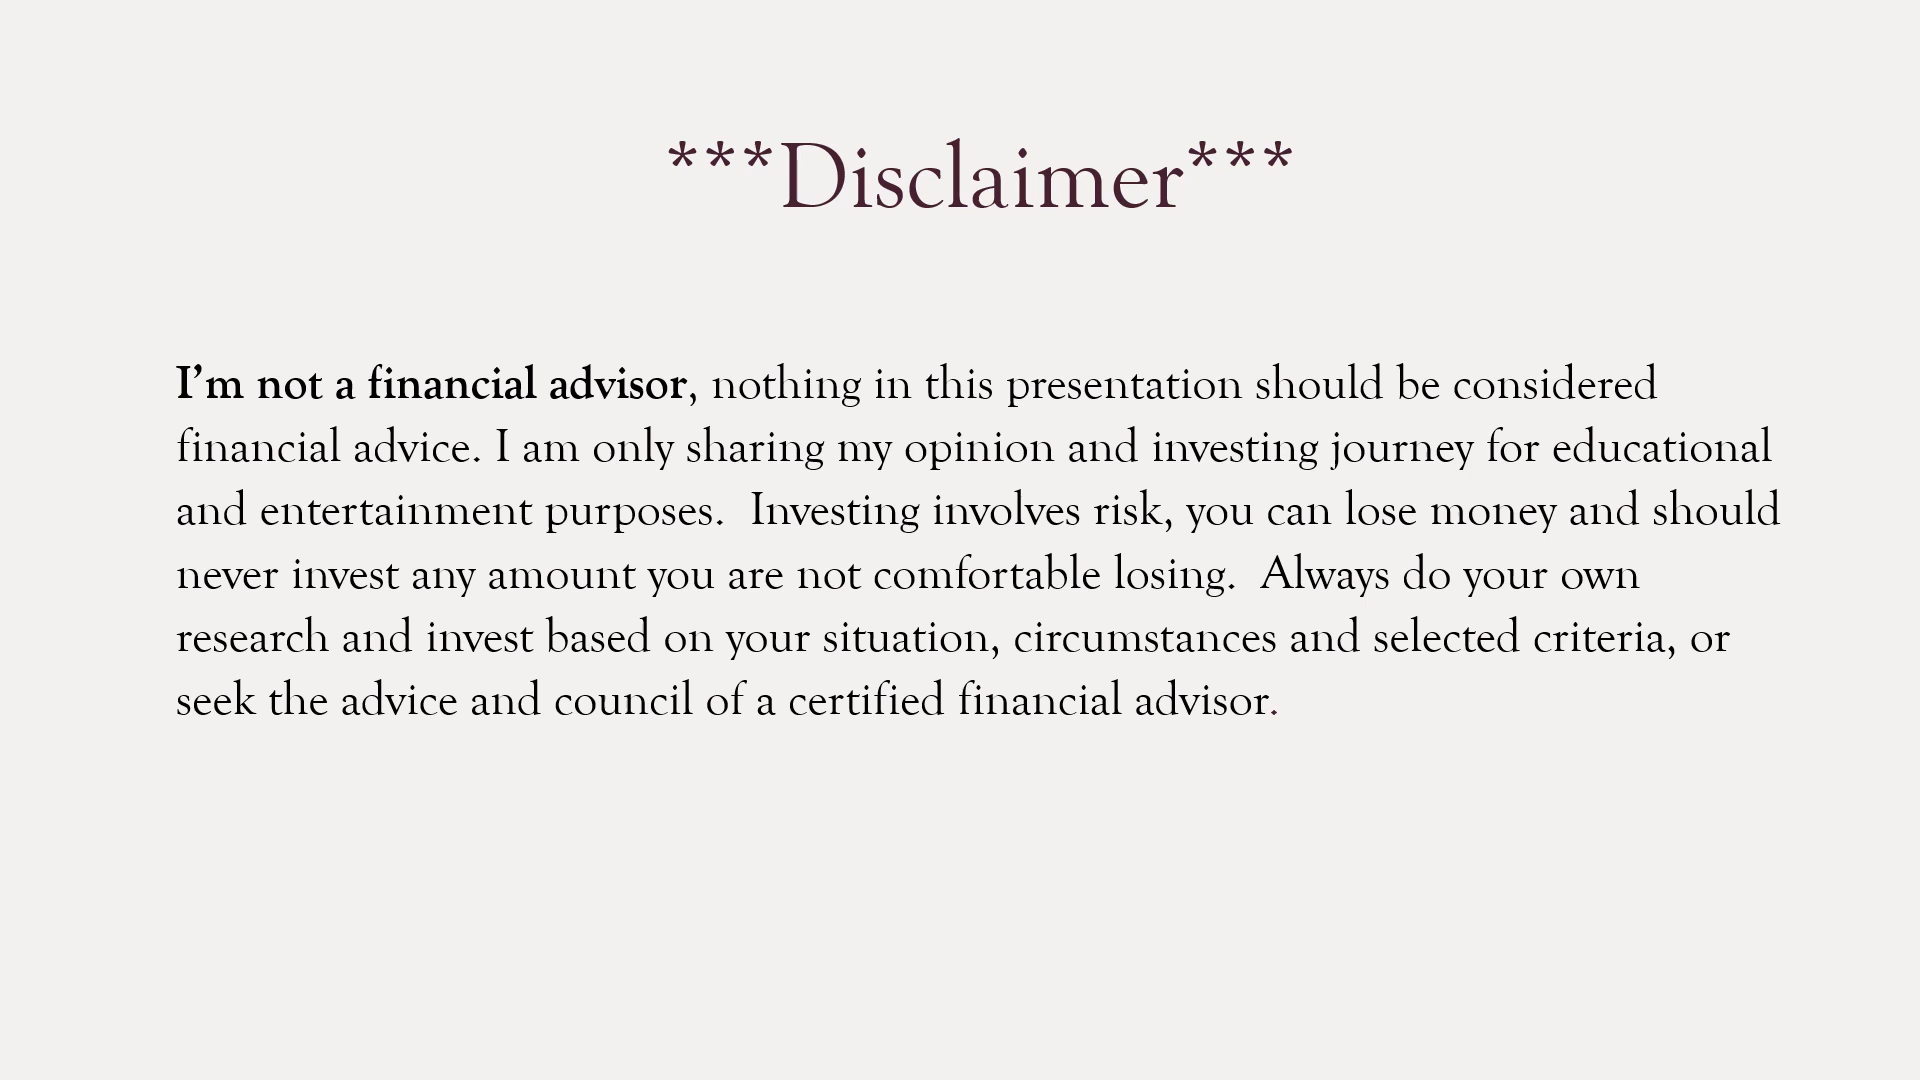 ***Disclaimer***
I’m not a financial advisor, nothing in this presentation should be considered
financial advice. I am only sharing my opinion and investing journey for educational
and entertainment purposes.  Investing involves risk, you can lose money and should
never invest any amount you are not comfortable losing.  Always do your own
research and invest based on your situation, circumstances and selected criteria, or
seek the advice and council of a certified financial advisor.